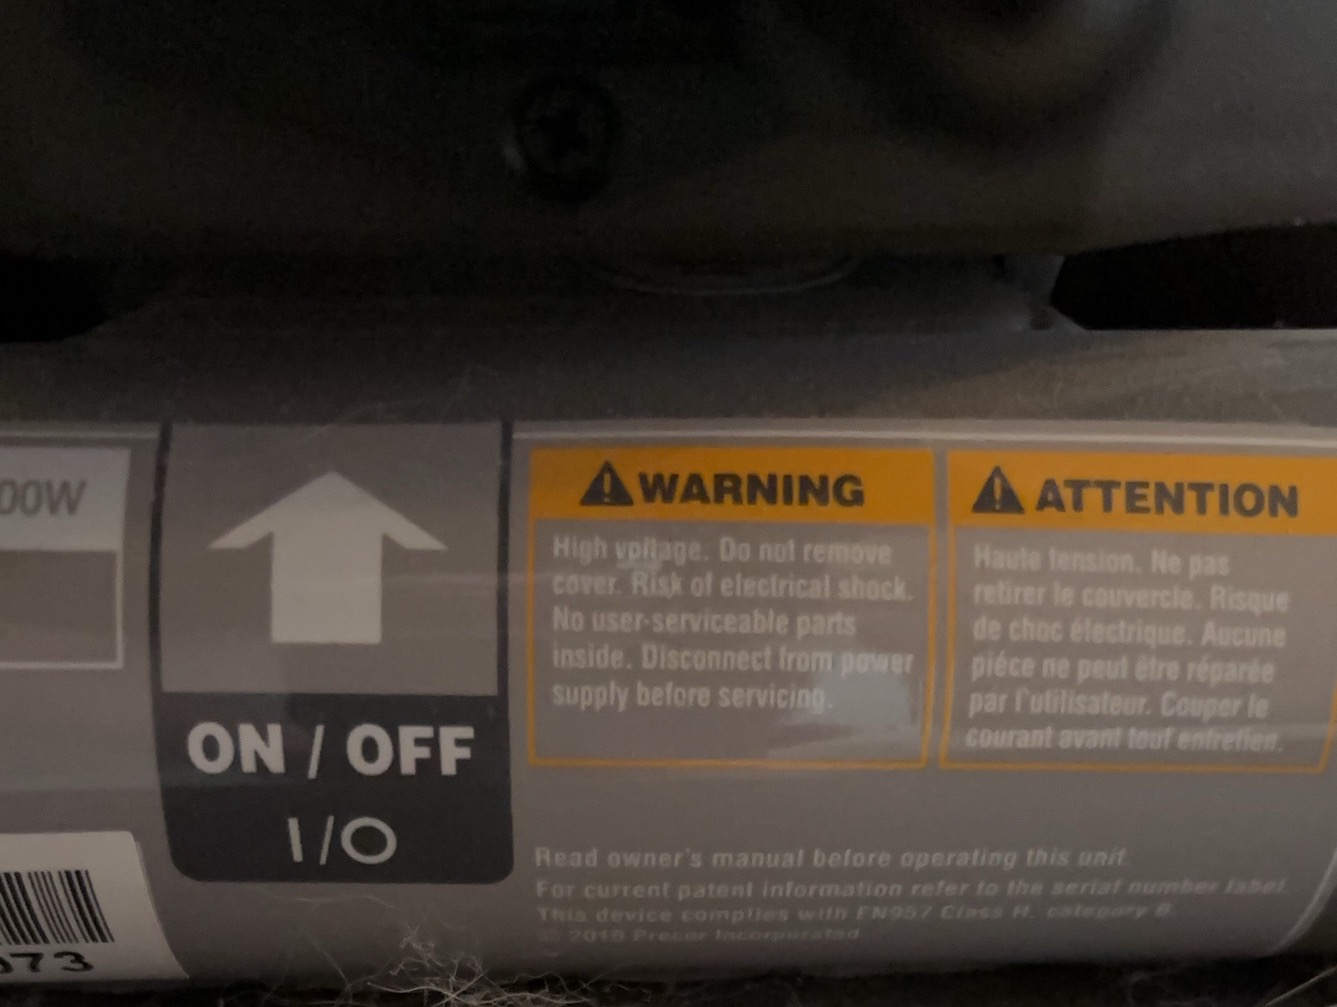 00W
ON / OFF
I/O
073
WARNING
High voltage. Do not remove
cover. Risk of electrical shock.
No user-serviceable parts
inside. Disconnect from power
supply before servicing.
ATTENTION
Haute tension. Ne pas
retirer le couvercle. Risque
de choc électrique. Aucune
piéce ne peut être réparée
par l'utilisateur. Couper le
courant avant tout entretien.
Read owner's manual before operating this unit.
For current patent information refer to the serial number label.
This device complies with EN957 Class H, category B.
© 2018 Precor Incorporated